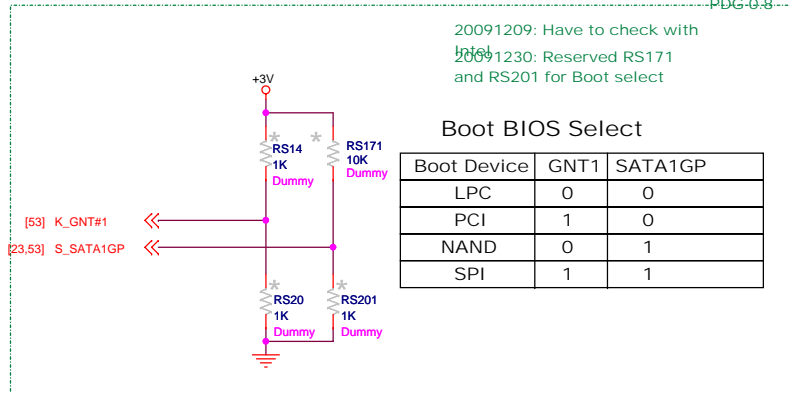 PDG 0.8
20091209: Have to check with
Intel
20091230: Reserved RS171
and RS201 for Boot select
+3V
Boot BIOS Select
* RS14
1K
Dummy
* RS171
10K
Dummy
Boot Device GNT1 SATA1GP
LPC 0 0
PCI 1 0
NAND 0 1
SPI 1 1
[53] K_GNT#1
[23,53] S_SATA1GP
* RS20
1K
Dummy
* RS201
1K
Dummy